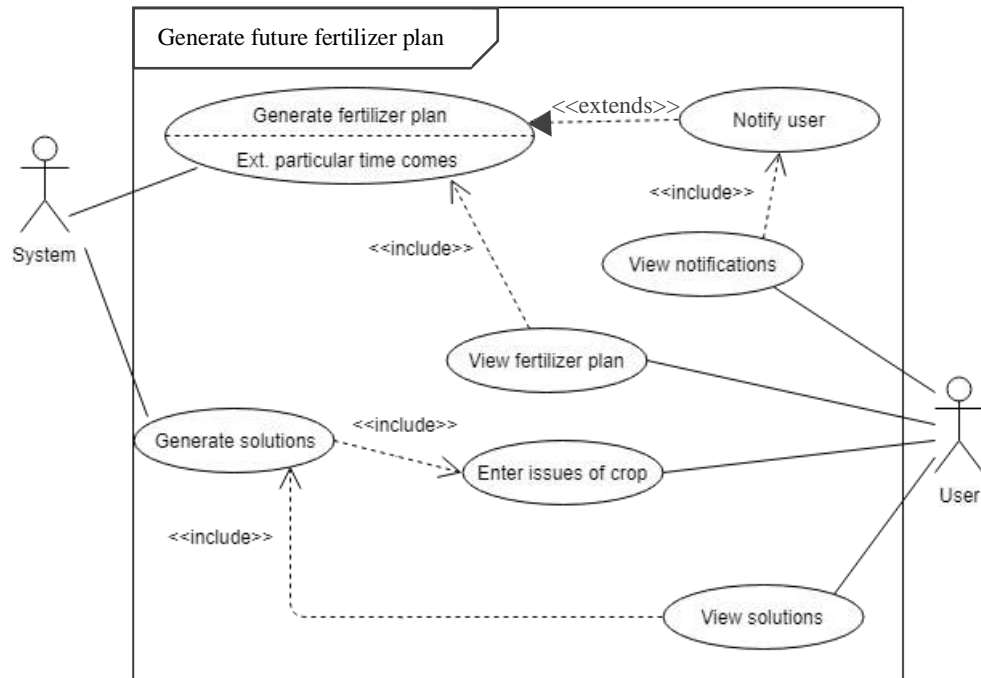 Generate future fertilizer plan
Generate fertilizer plan
<<extends>>
Notify user
Ext. particular time comes
<<include>>
System
<<include>>
View notifications
View fertilizer plan
<<include>>
Generate solutions
Enter issues of crop
User
<<include>>
View solutions